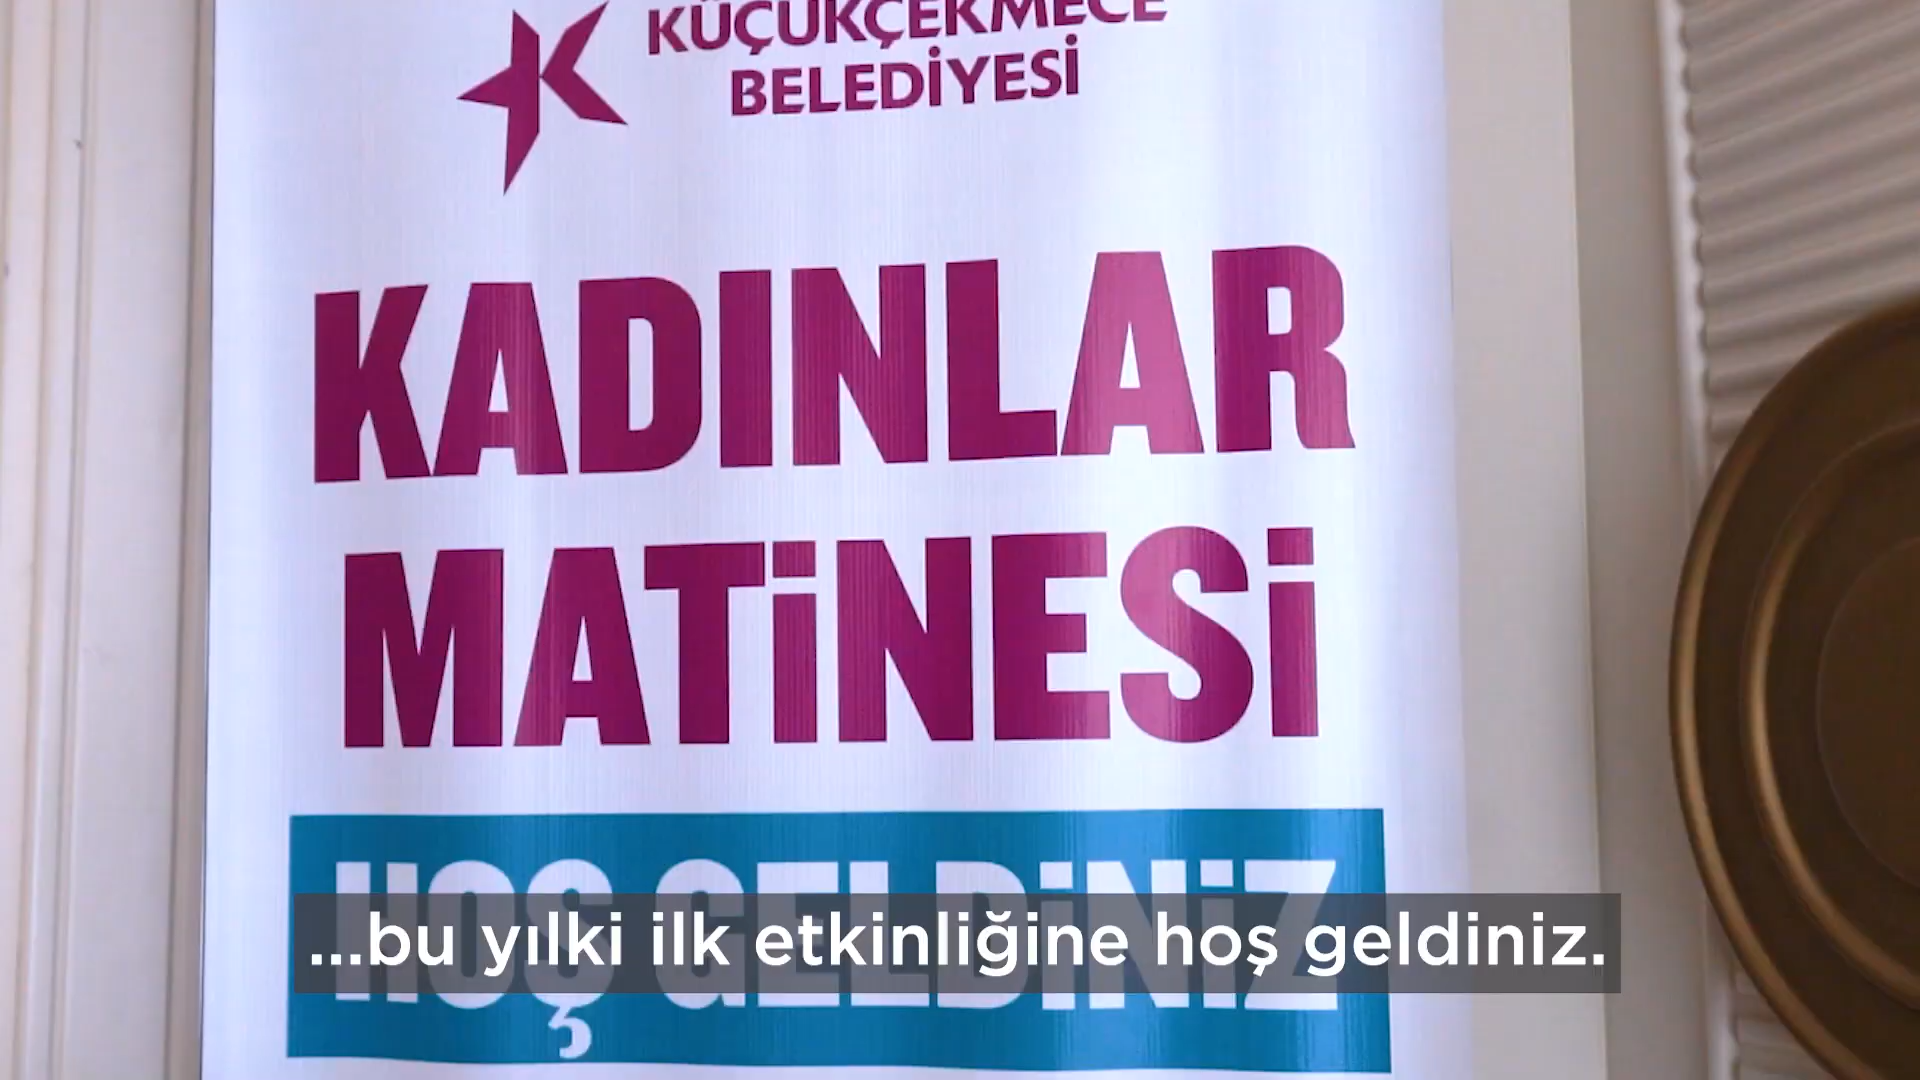 KÜÇÜKÇEKMECE
BELEDİYESİ
KADINLAR
MATİNESİ
HOŞ GELDİNİZ
...bu yılki ilk etkinliğine hoş geldiniz.